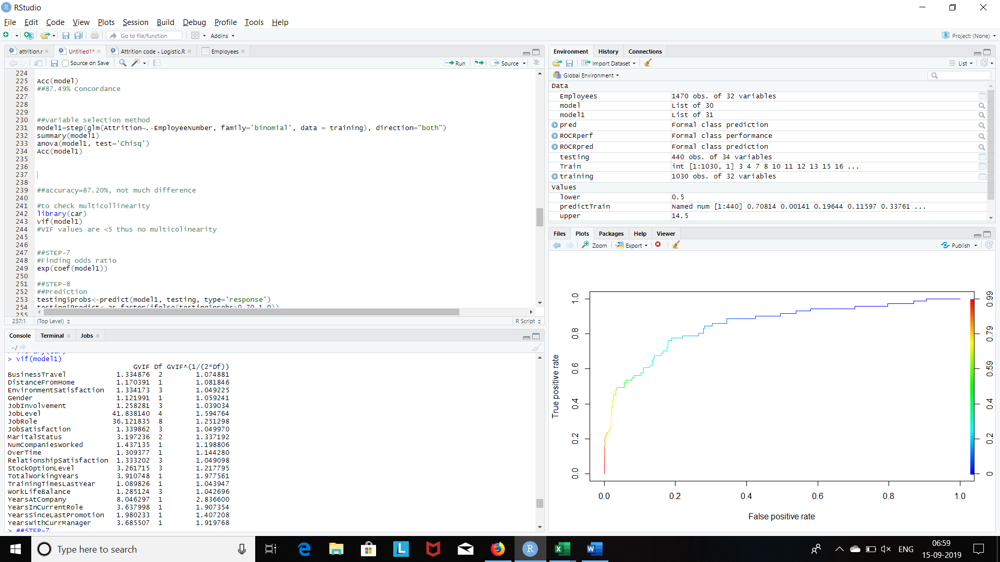 RStudio
File Edit Code View Plots Session Build Debug Profile Tools Help
Go to file/function Addins Project: (None)
attrition.r Untitled1* Attrition code - Logistic.R Employees
Source on Save Run Source
224
225 Acc(model)
226 ##87.49% Concordance
227
228
229
230 ##variable selection method
231 model1=step(glm(Attrition~.-EmployeeNumber, family='binomial', data = training), direction="both")
232 summary(model1)
233 anova(model1, test='Chisq')
234 Acc(model1)
235
236
237
238
239 ##accuracy=87.20%, not much difference
240
241 #to check multicollinearity
242 library(car)
243 vif(model1)
244 #VIF values are <5 thus no multicolinearity
245
246
247 ##STEP-7
248 #Finding odds ratio
249 exp(coef(model1))
250
251 ##STEP-8
252 ##Prediction
253 testing$probs<-predict(model1, testing, type='response')
254 testing$Predict<-as.factor(ifelse(testing$probs>0.70,1,0))
255
237:1 (Top Level) R Script
Console Terminal Jobs
~/
> library(car)
> vif(model1)
GVIF Df GVIF^(1/(2*Df))
BusinessTravel 1.334876 2 1.074881
DistanceFromHome 1.170391 1 1.081846
EnvironmentSatisfaction 1.334173 3 1.049225
Gender 1.121991 1 1.059241
JobInvolvement 1.258281 3 1.039034
JobLevel 41.838140 4 1.594764
JobRole 36.121835 8 1.251298
JobSatisfaction 1.339862 3 1.049970
MaritalStatus 3.197236 2 1.337192
NumCompaniesWorked 1.437135 1 1.198806
OverTime 1.309377 1 1.144280
RelationshipSatisfaction 1.333202 3 1.049098
StockOptionLevel 3.261715 3 1.217795
TotalWorkingYears 3.910748 1 1.977561
TrainingTimesLastYear 1.089826 1 1.043947
WorkLifeBalance 1.285124 3 1.042696
YearsAtCompany 8.046297 1 2.836600
YearsInCurrentRole 3.637998 1 1.907354
YearsSinceLastPromotion 1.980233 1 1.407208
YearsWithCurrManager 3.685507 1 1.919768
> ##STEP-7
Environment History Connections
Import Dataset List
Global Environment
Data
Employees 1470 obs. of 32 variables
model List of 30
model1 List of 31
pred Formal class prediction
ROCRperf Formal class performance
ROCRpred Formal class prediction
testing 440 obs. of 34 variables
Train int [1:1030, 1] 3 4 7 8 10 11 12 13 15 16 ...
training 1030 obs. of 32 variables
Values
lower 0.5
predictTrain Named num [1:440] 0.70814 0.00141 0.19644 0.11597 0.33761 ...
upper 14.5
Files Plots Packages Help Viewer
Zoom Export Publish
True positive rate
1.0
0.8
0.6
0.4
0.2
0.0
0.99
0.79
0.59
0.4
0.2
0
0.0 0.2 0.4 0.6 0.8 1.0
False positive rate
Type here to search
ENG
06:59
15-09-2019